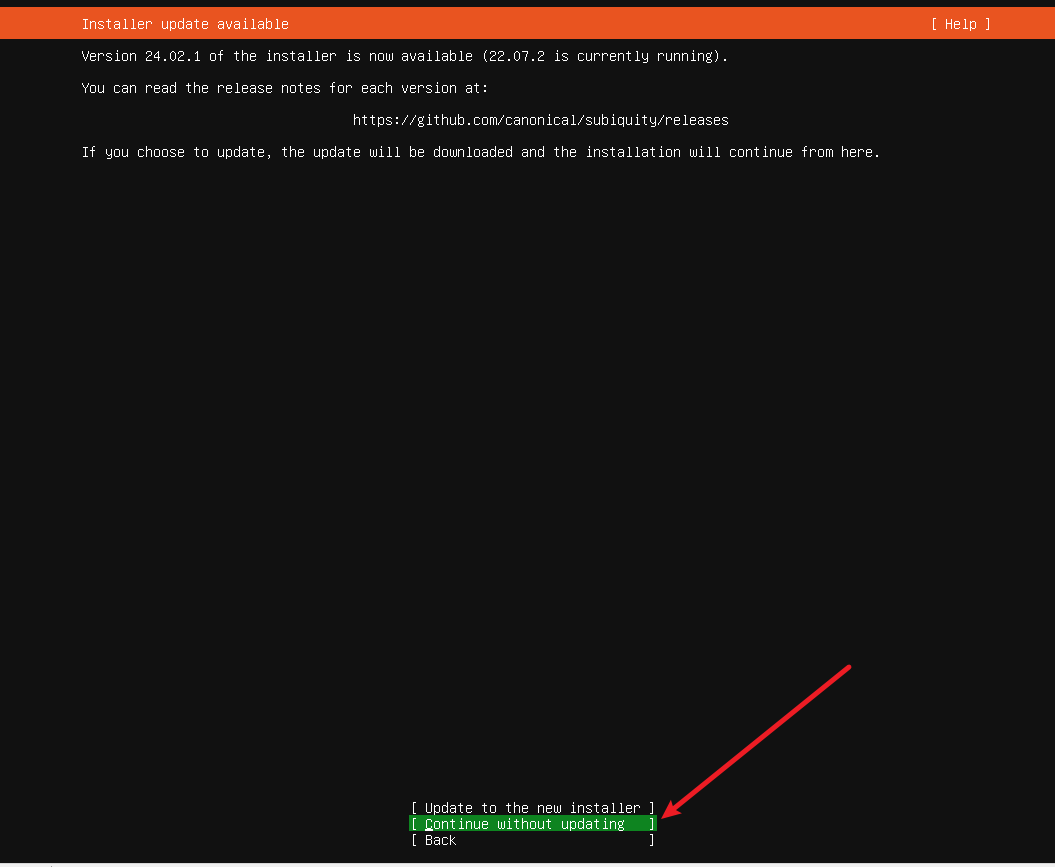 Installer update available [ Help ]
Version 24.02.1 of the installer is now available (22.07.2 is currently running).
You can read the release notes for each version at:
https://github.com/canonical/subiquity/releases
If you choose to update, the update will be downloaded and the installation will continue from here.
[ Update to the new installer ]
[ Continue without updating ]
[ Back ]